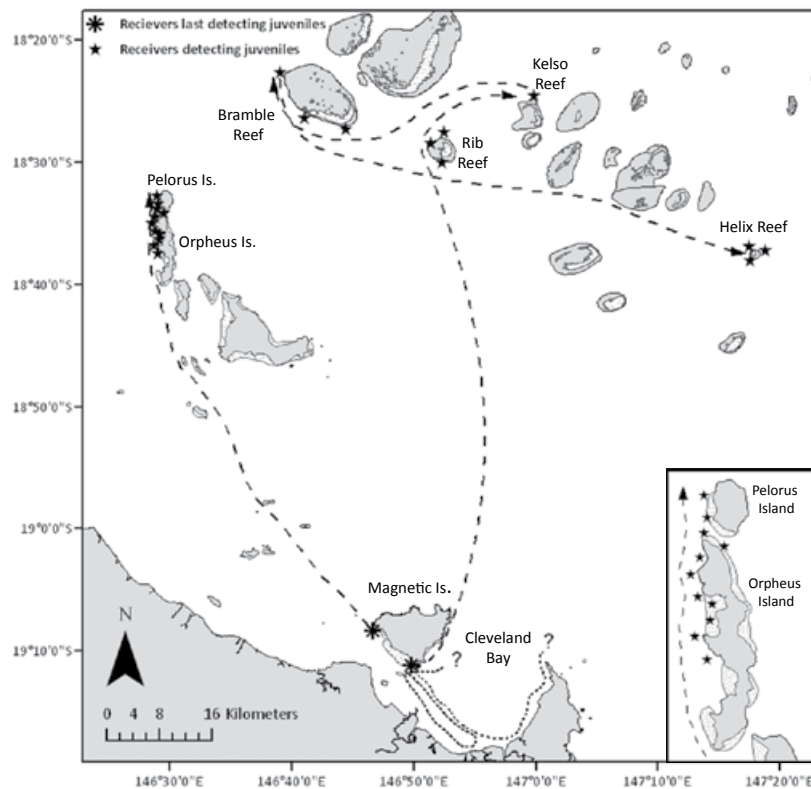 Recievers last detecting juveniles
Receivers detecting juveniles
18°20'0"S
18°30'0"S
18°40'0"S
18°50'0"S
19°0'0"S
19°10'0"S
Kelso
Reef
Bramble
Reef
Rib
Reef
Pelorus Is.
Orpheus Is.
Helix Reef
Magnetic Is.
Cleveland
Bay
?
?
N
0 4 8 16 Kilometers
Pelorus
Island
Orpheus
Island
146°30'0"E
146°40'0"E
146°50'0"E
147°0'0"E
147°10'0"E
147°20'0"E